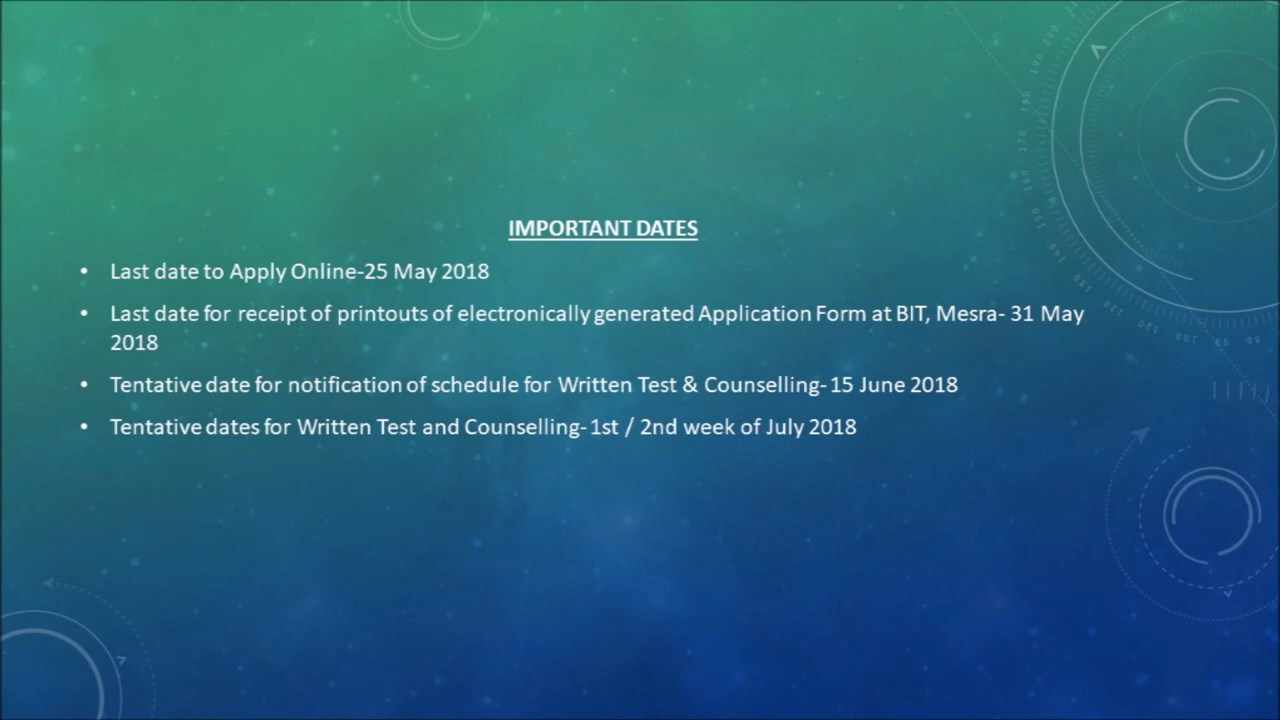 IMPORTANT DATES
• Last date to Apply Online-25 May 2018
• Last date for receipt of printouts of electronically generated Application Form at BIT, Mesra- 31 May
2018
• Tentative date for notification of schedule for Written Test & Counselling- 15 June 2018
• Tentative dates for Written Test and Counselling- 1st / 2nd week of July 2018